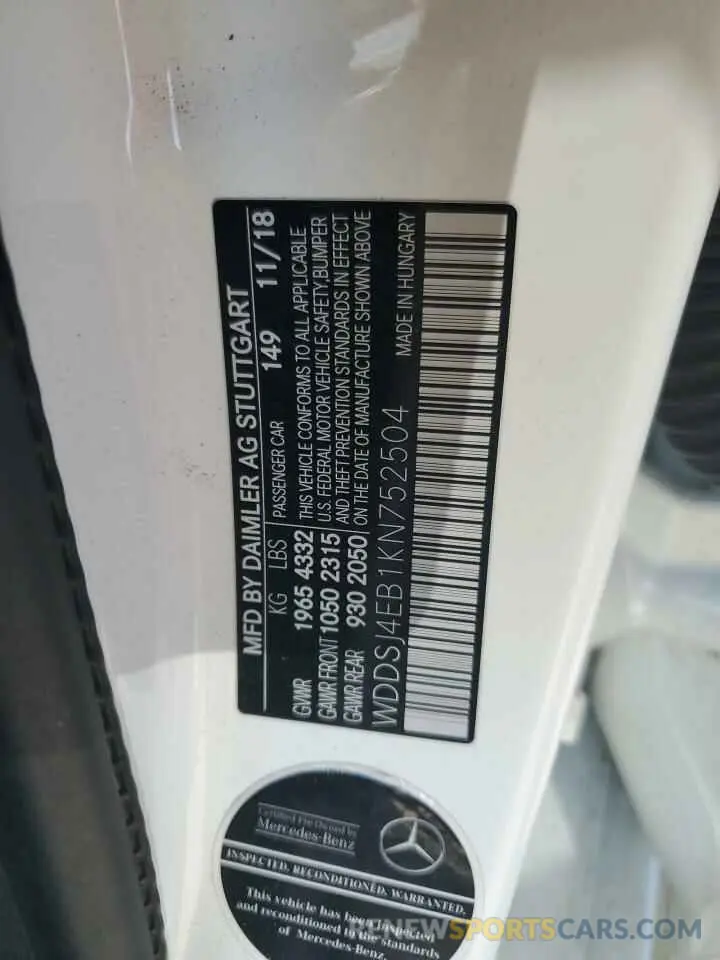 MFD BY DAIMLER AG STUTTGART
149 11/18
KG LBS PASSENGER CAR
GVWR 1965 4332 THIS VEHICLE CONFORMS TO ALL APPLICABLE
GAWR FRONT 1050 2315 U.S. FEDERAL MOTOR VEHICLE SAFETY,BUMPER
AND THEFT PREVENTION STANDARDS IN EFFECT
GAWR REAR 930 2050 ON THE DATE OF MANUFACTURE SHOWN ABOVE
WDDSJ4EB1KN752504 MADE IN HUNGARY
Certified Pre-Owned by
Mercedes-Benz
INSPECTED. RECONDITIONED. WARRANTED.
This vehicle has been inspected
and reconditioned to the standards
of Mercedes-Benz.
RENEWSPORTSCARS.COM